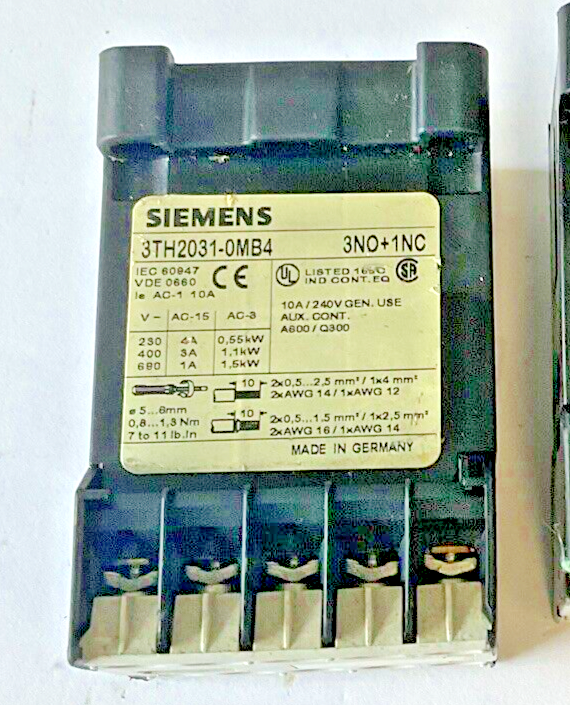 SIEMENS
3TH2031-0MB4 3NO+1NC
IEC 60947
VDE 0660
Ie AC-1 10A
CE
UL LISTED 165C
IND CONT. EQ
SA
10A / 240V GEN. USE
AUX. CONT.
A600 / Q300
V~ AC-15 AC-3
230 4A 0,55kW
400 3A 1.1kW
690 1A 1,5kW
10 2x0,5...2,5 mm² / 1x4 mm²
2xAWG 14 / 1xAWG 12
ø 5...6mm
0,8...1,3 Nm
7 to 11 lb.in
10 2x0,5...1.5 mm² / 1x2,5 mm²
2xAWG 16 / 1xAWG 14
MADE IN GERMANY